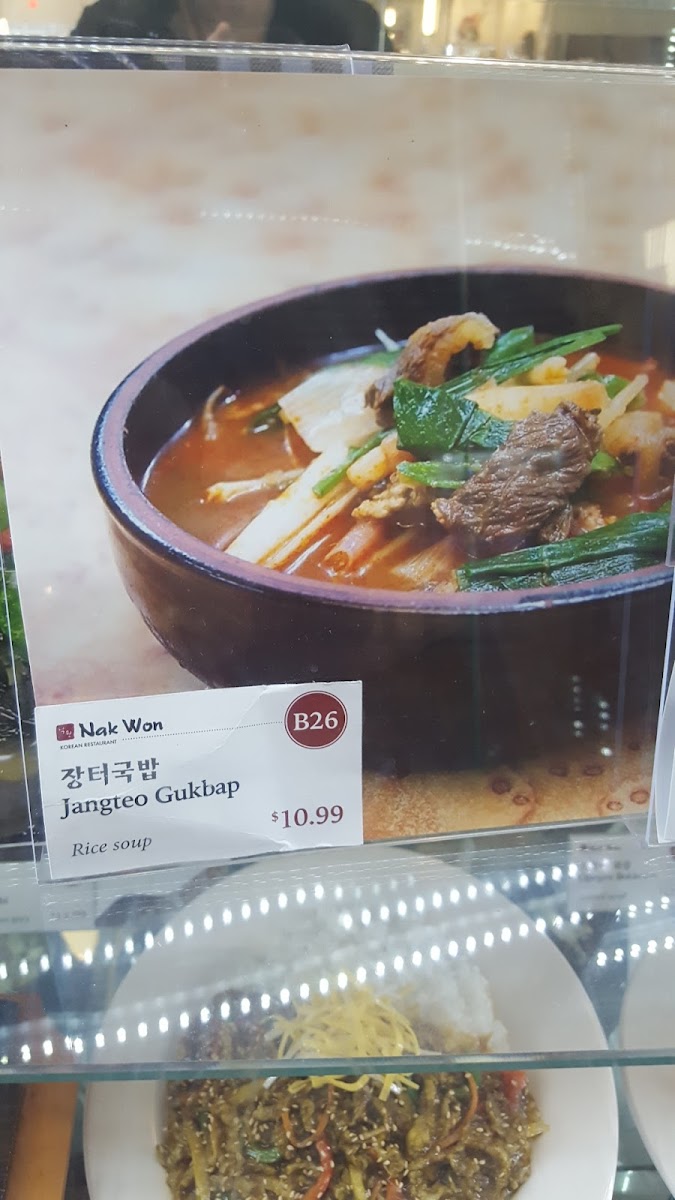 Nak Won
KOREAN RESTAURANT
B26
장터국밥
Jangteo Gukbap
$10.99
Rice soup